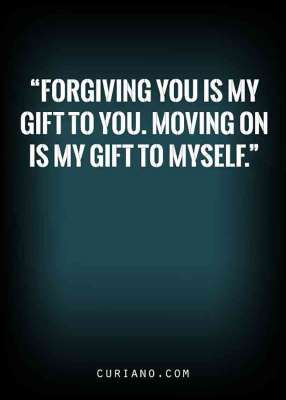 “FORGIVING YOU IS MY
GIFT TO YOU. MOVING ON
IS MY GIFT TO MYSELF.”
CURIANO.COM